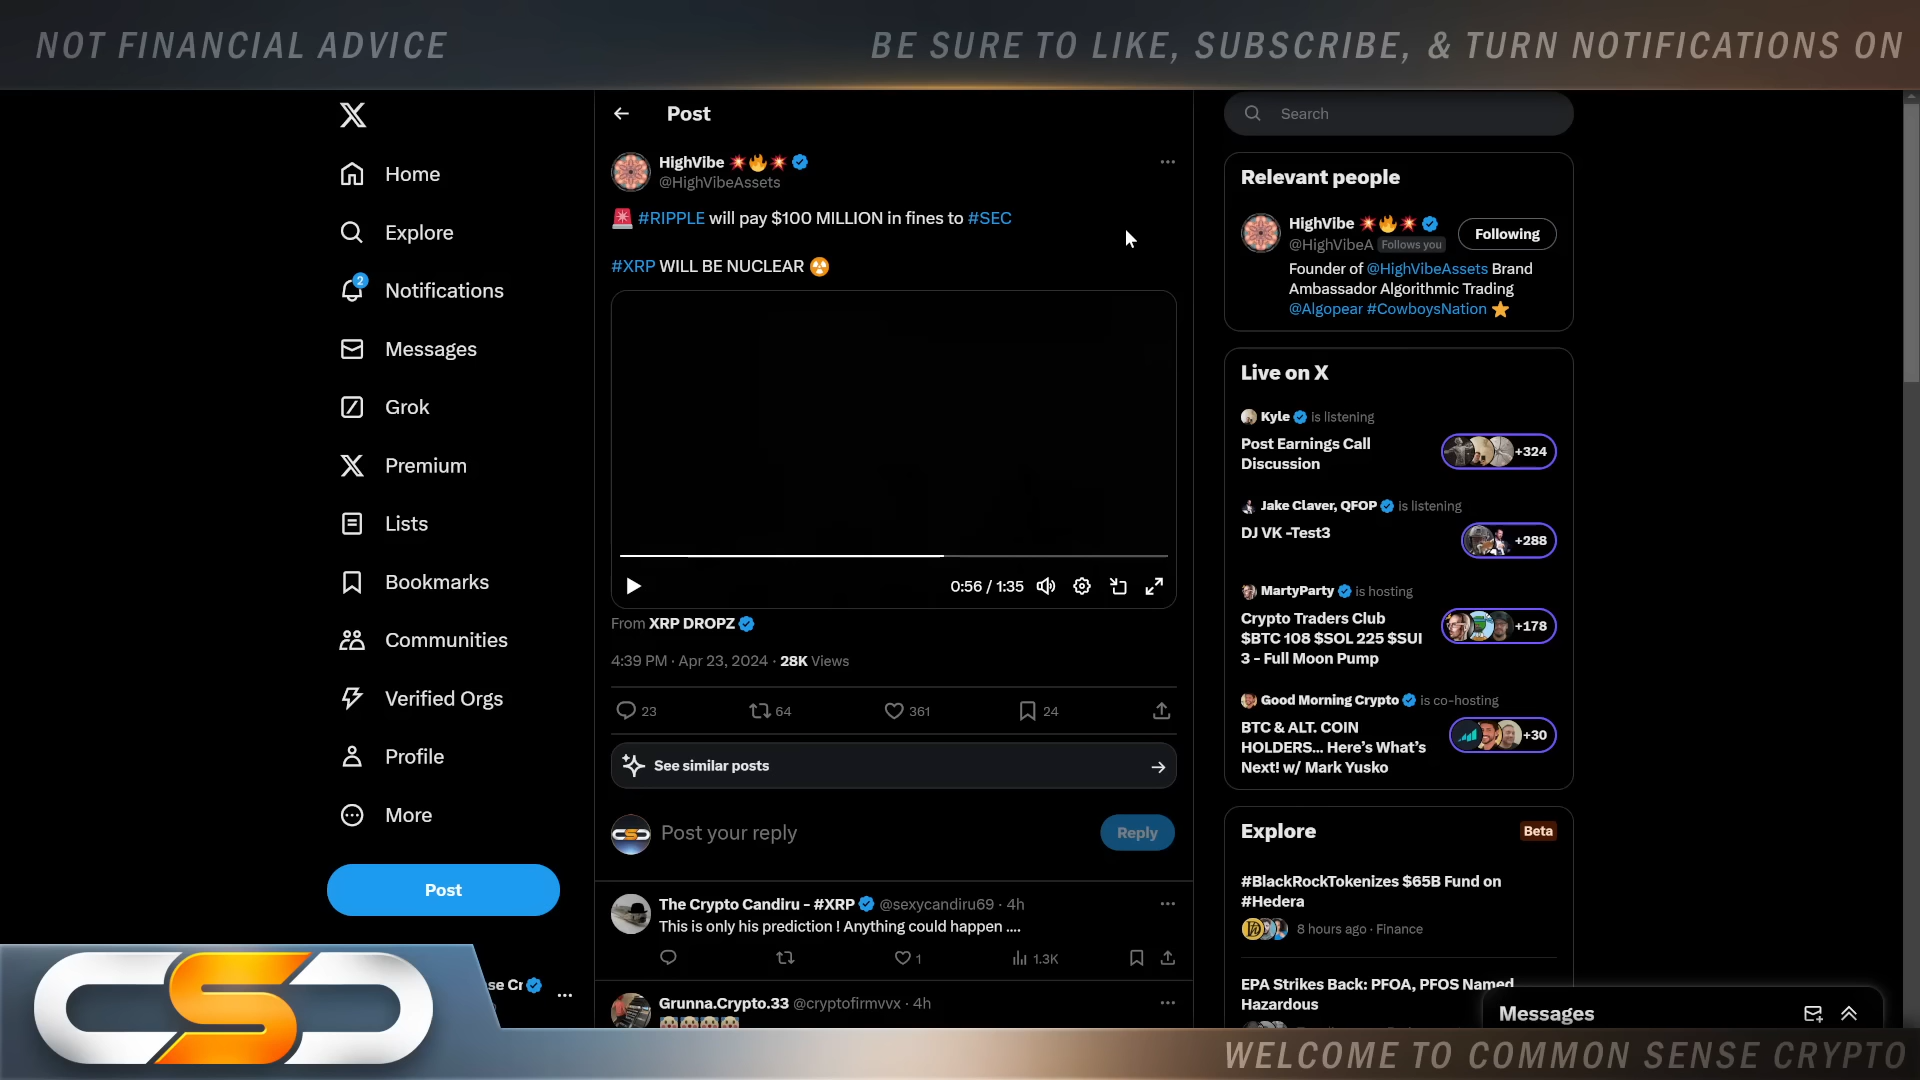 NOT FINANCIAL ADVICE
BE SURE TO LIKE, SUBSCRIBE, & TURN NOTIFICATIONS ON
Home
Explore
2
Notifications
Messages
Grok
Premium
Lists
Bookmarks
Communities
Verified Orgs
Profile
More
Post
se Cr
CSC
Post
HighVibe 💥🔥💥
@HighVibeAssets
🚨 #RIPPLE will pay $100 MILLION in fines to #SEC
#XRP WILL BE NUCLEAR ☢️
0:56 / 1:35
From XRP DROPZ
4:39 PM · Apr 23, 2024 · 28K Views
23 64 361 24
See similar posts
CSC
Post your reply
Reply
The Crypto Candiru - #XRP @sexycandiru69 · 4h
This is only his prediction ! Anything could happen ....
1 1.3K
Grunna.Crypto.33 @cryptofirmvvx · 4h
Search
Relevant people
HighVibe 💥🔥💥
@HighVibeA Follows you
Following
Founder of @HighVibeAssets Brand
Ambassador Algorithmic Trading
@Algopear #CowboysNation ⭐
Live on X
Kyle is listening
Post Earnings Call
Discussion
+324
Jake Claver, QFOP is listening
DJ VK -Test3
+288
MartyParty is hosting
Crypto Traders Club
$BTC 108 $SOL 225 $SUI
3 - Full Moon Pump
+178
Good Morning Crypto is co-hosting
BTC & ALT. COIN
HOLDERS... Here's What's
Next! w/ Mark Yusko
+30
Explore
Beta
#BlackRockTokenizes $65B Fund on
#Hedera
8 hours ago · Finance
EPA Strikes Back: PFOA, PFOS Named
Hazardous
Messages
WELCOME TO COMMON SENSE CRYPTO